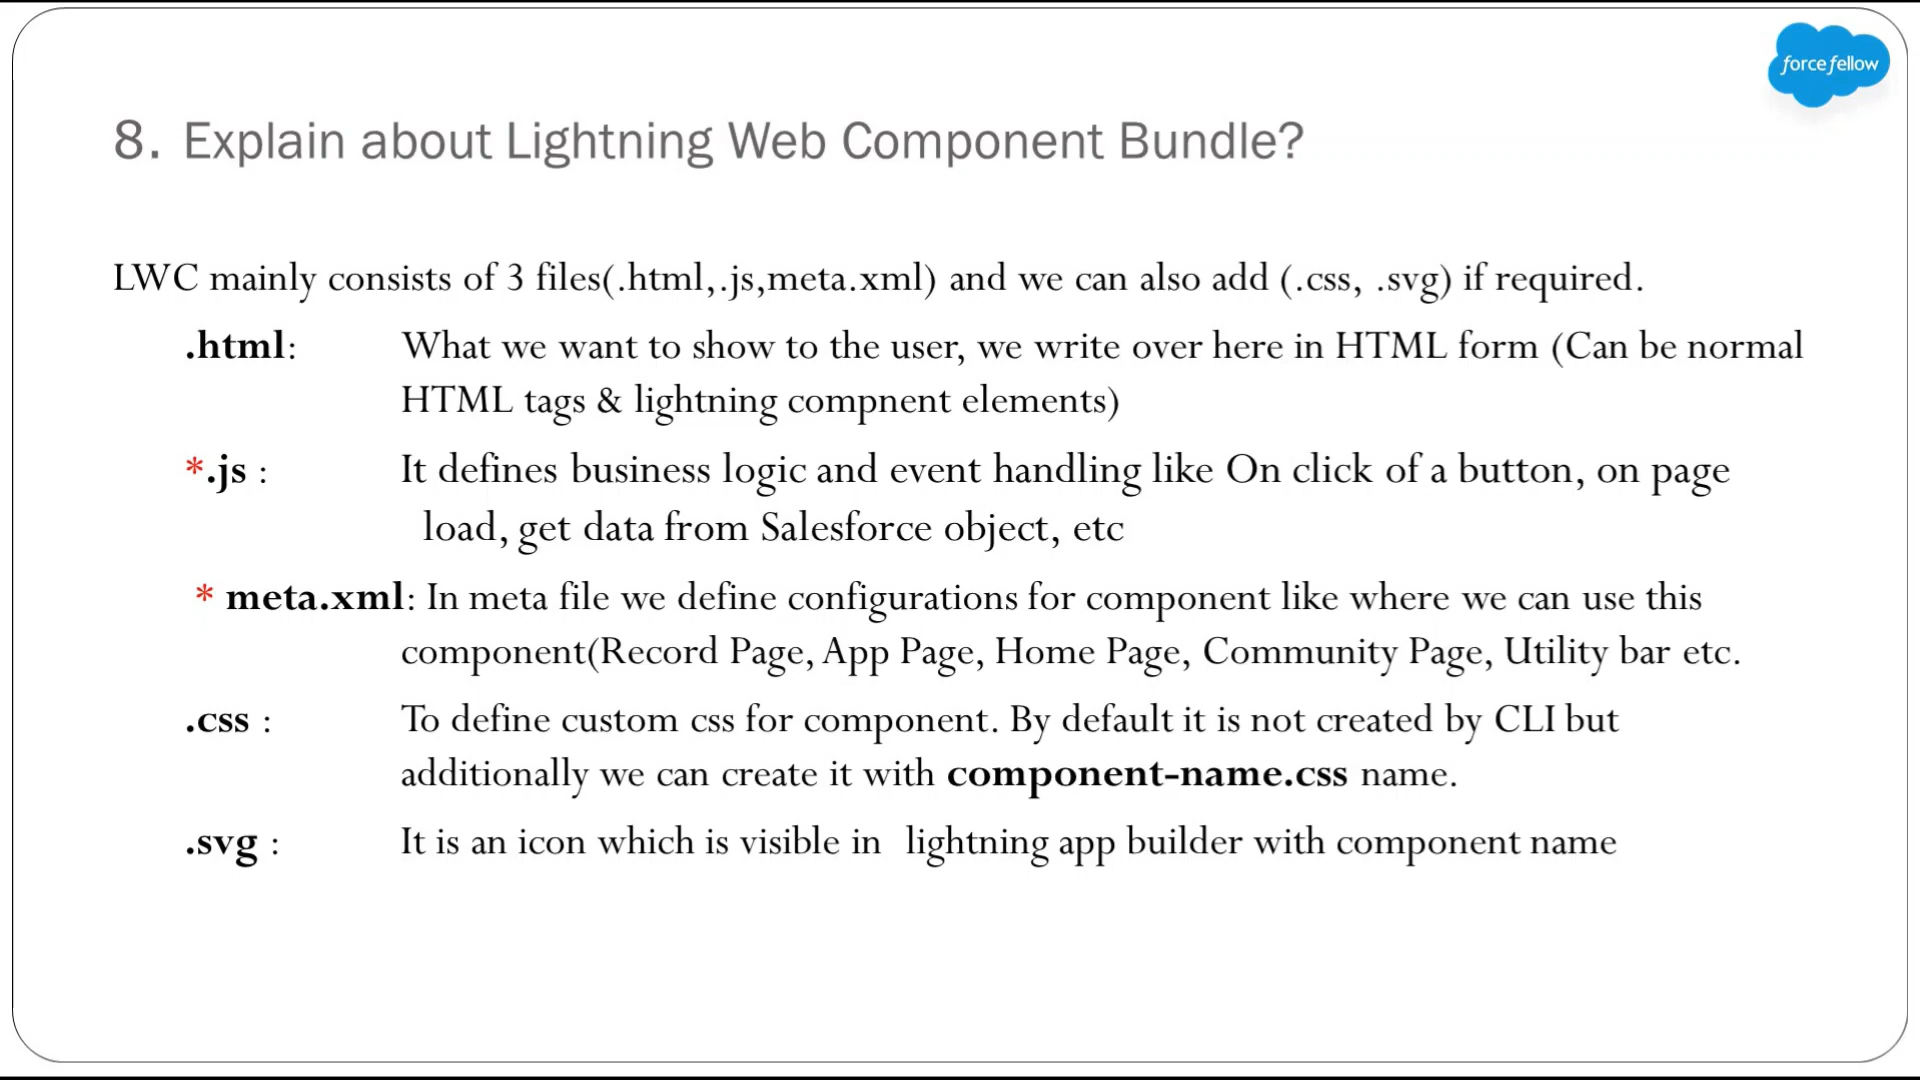 force fellow
8. Explain about Lightning Web Component Bundle?
LWC mainly consists of 3 files(.html,.js,meta.xml) and we can also add (.css, .svg) if required.
.html: What we want to show to the user, we write over here in HTML form (Can be normal
HTML tags & lightning compnent elements)
*.js : It defines business logic and event handling like On click of a button, on page
load, get data from Salesforce object, etc
* meta.xml: In meta file we define configurations for component like where we can use this
component(Record Page, App Page, Home Page, Community Page, Utility bar etc.
.css : To define custom css for component. By default it is not created by CLI but
additionally we can create it with component-name.css name.
.svg : It is an icon which is visible in lightning app builder with component name